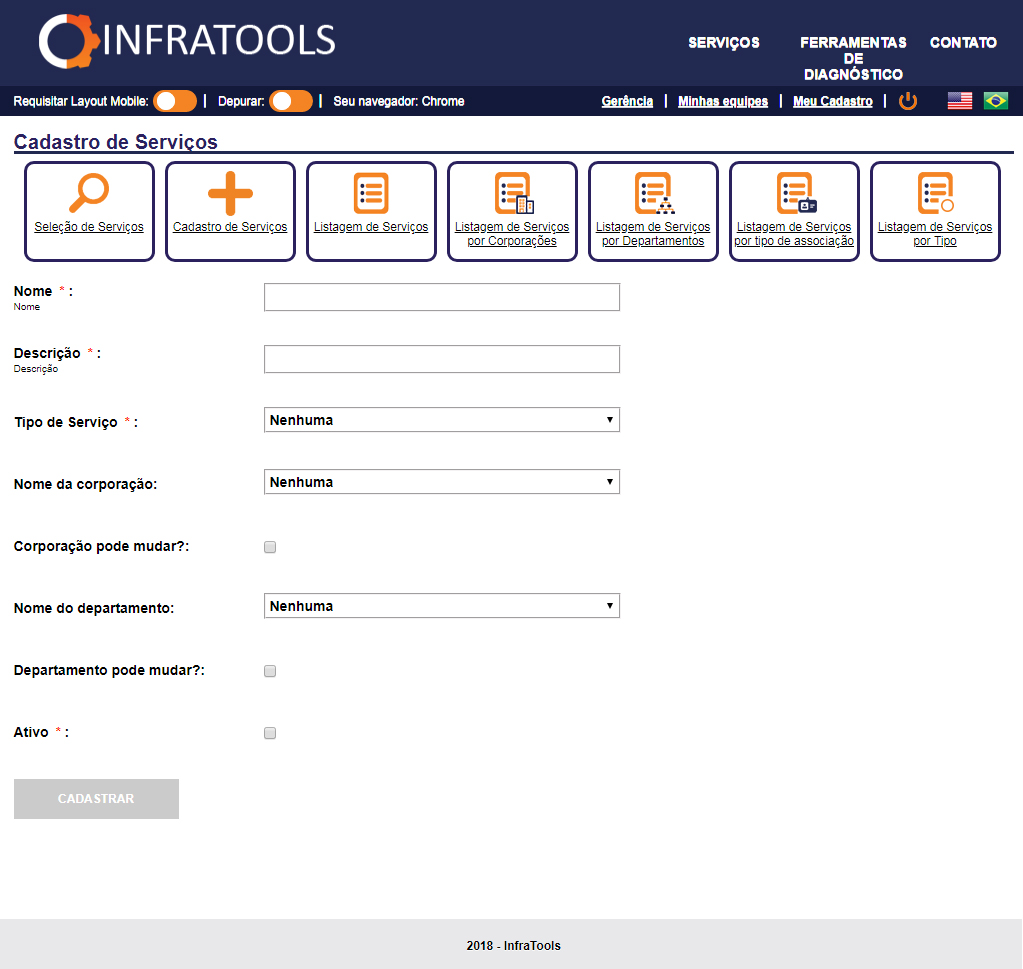 INFRATOOLS
SERVIÇOS
FERRAMENTAS
DE
DIAGNÓSTICO
CONTATO
Requisitar Layout Mobile: | Depurar: | Seu navegador: Chrome
Gerência | Minhas equipes | Meu Cadastro |
Cadastro de Serviços
Seleção de Serviços
Cadastro de Serviços
Listagem de Serviços
Listagem de Serviços
por Corporações
Listagem de Serviços
por Departamentos
Listagem de Serviços
por tipo de associação
Listagem de Serviços
por Tipo
Nome * :
Nome
Descrição * :
Descrição
Tipo de Serviço * :
Nenhuma
Nome da corporação:
Nenhuma
Corporação pode mudar?:
Nome do departamento:
Nenhuma
Departamento pode mudar?:
Ativo * :
CADASTRAR
2018 - InfraTools